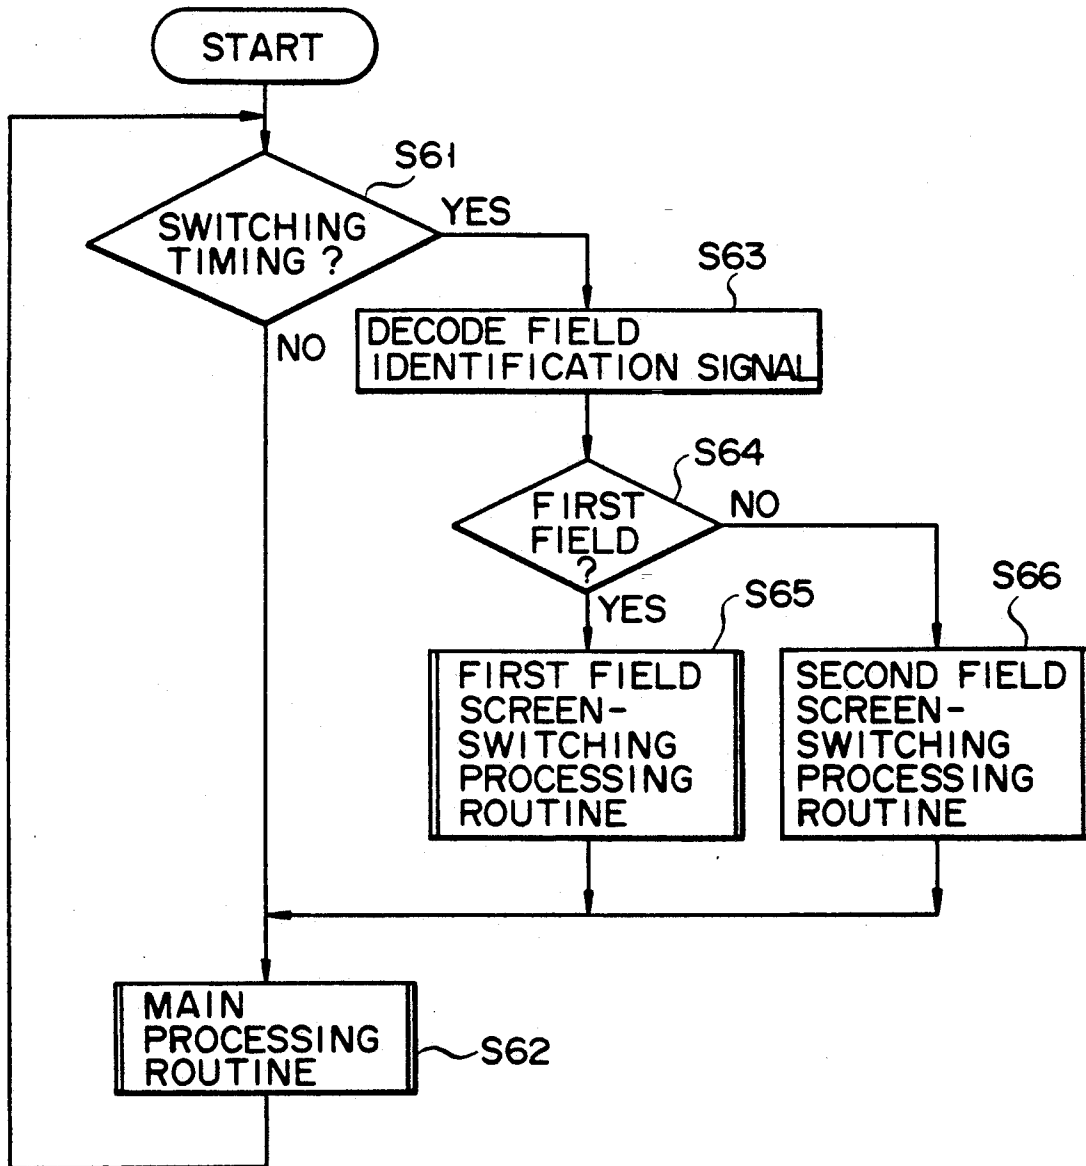 START
S61
SWITCHING
TIMING ?
YES
NO
S63
DECODE FIELD
IDENTIFICATION SIGNAL
S64
FIRST
FIELD
?
NO
YES
S65
FIRST FIELD
SCREEN-
SWITCHING
PROCESSING
ROUTINE
S66
SECOND FIELD
SCREEN-
SWITCHING
PROCESSING
ROUTINE
MAIN
PROCESSING
ROUTINE
S62